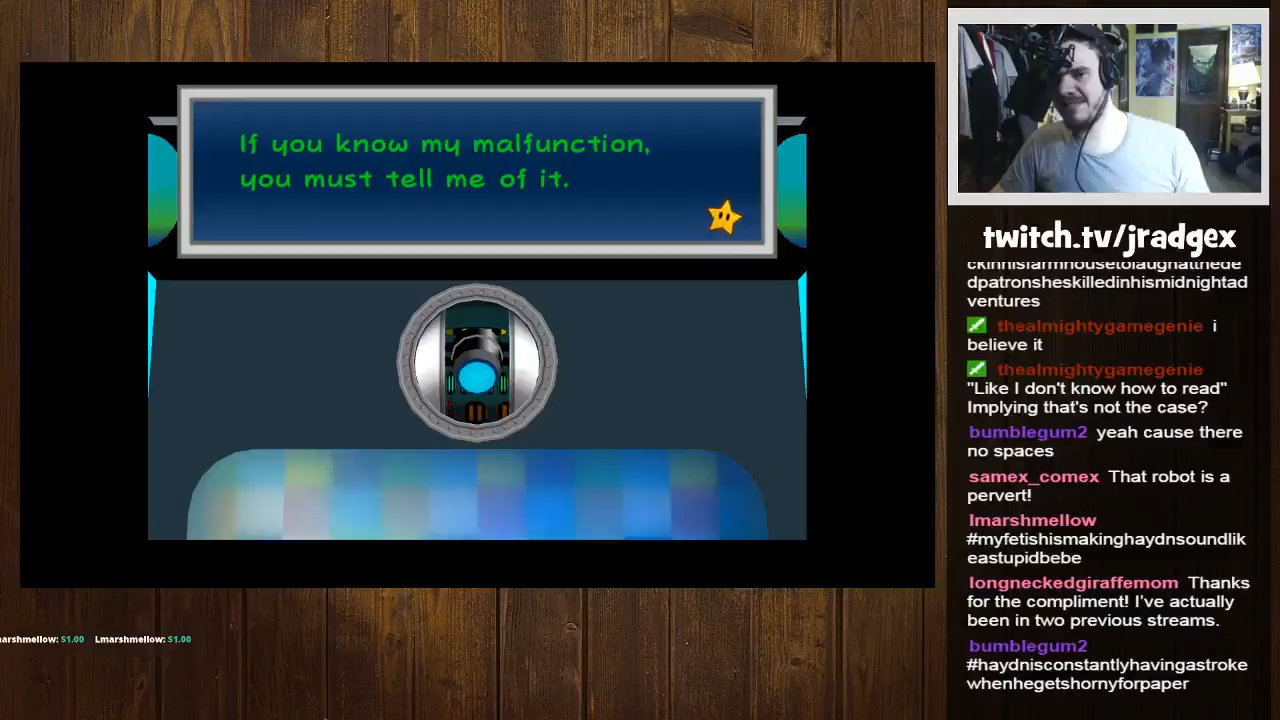 If you know my malfunction,
you must tell me of it.
twitch.tv/jradgex
ckinnisfarmhousetolaughatthede
dpatronsheskilledinhismidnightad
ventures
thealmightygamegenie i
believe it
thealmightygamegenie
"Like I don't know how to read"
Implying that's not the case?
bumblegum2 yeah cause there
no spaces
samex_comex That robot is a
pervert!
lmarshmellow
#myfetishismakinghaydnsoundlik
eastupidbebe
longneckedgiraffemom Thanks
for the compliment! I've actually
been in two previous streams.
bumblegum2
#haydnisconstantlyhavingastroke
whenhegetshornyforpaper
marshmellow: $1.00 Lmarshmellow: $1.00